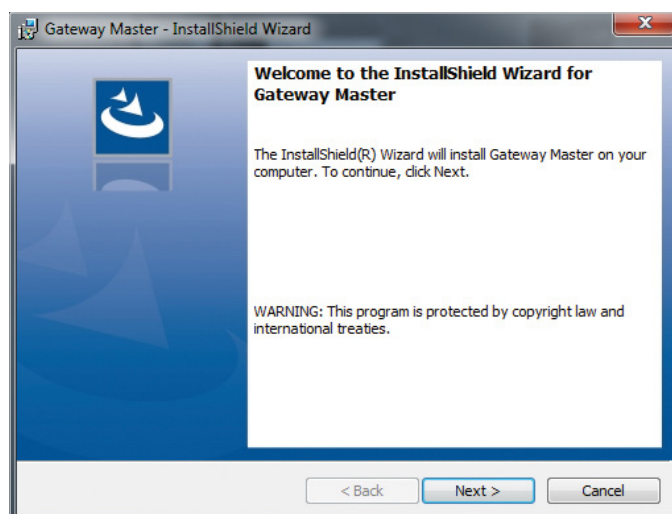 Gateway Master - InstallShield Wizard
X
Welcome to the InstallShield Wizard for
Gateway Master
The InstallShield(R) Wizard will install Gateway Master on your
computer. To continue, click Next.
WARNING: This program is protected by copyright law and
international treaties.
< Back Next > Cancel